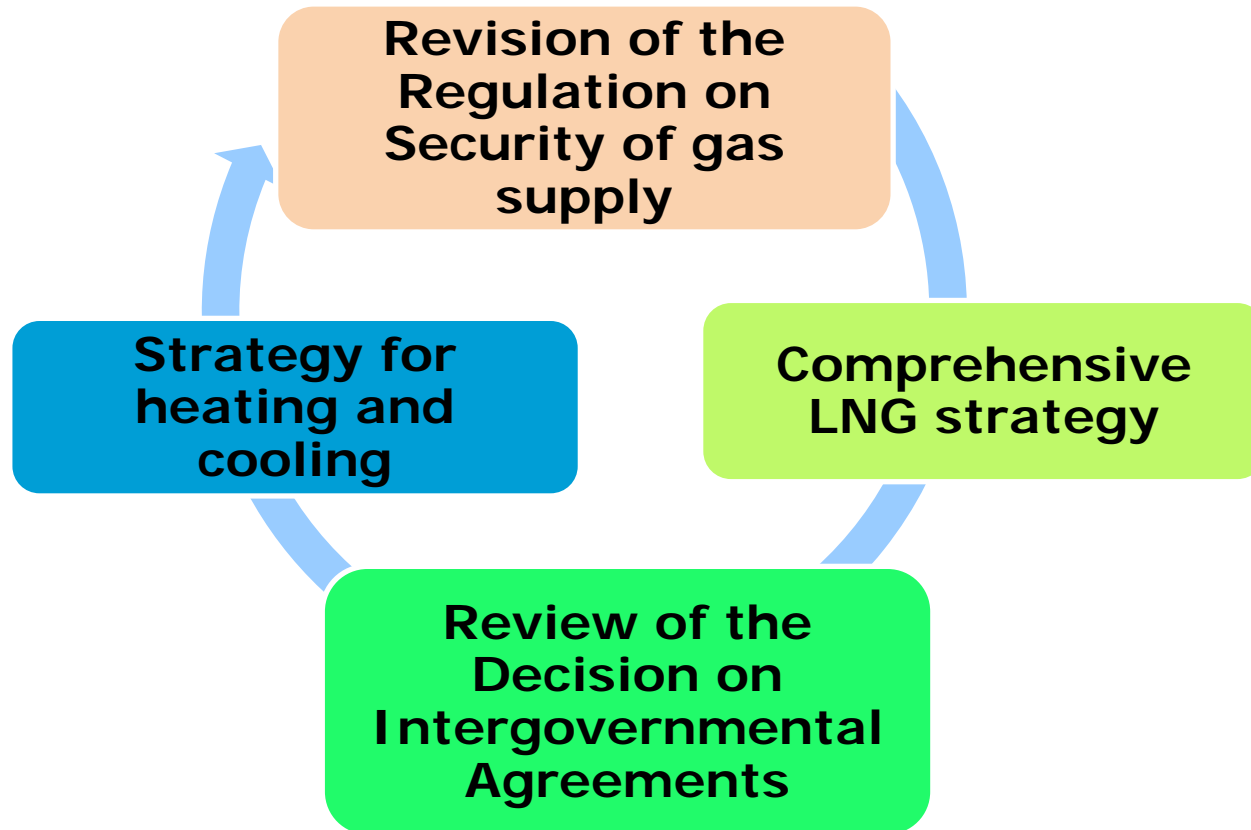 Revision of the
Regulation on
Security of gas
supply
Strategy for
heating and
cooling
Comprehensive
LNG strategy
Review of the
Decision on
Intergovernmental
Agreements